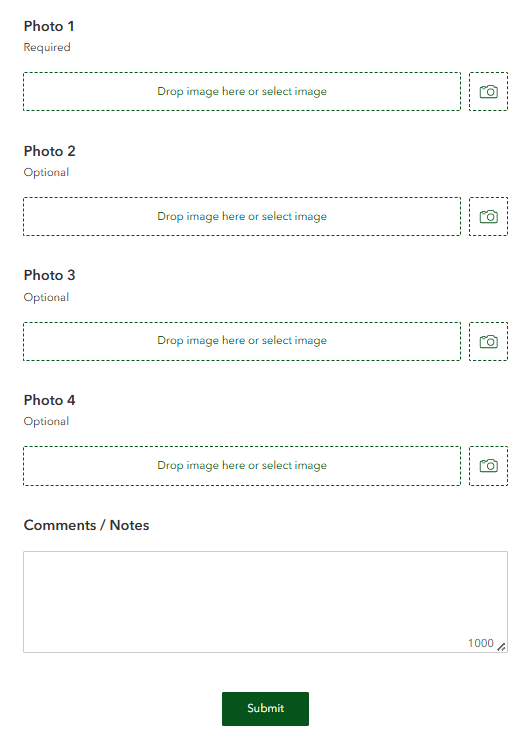 Photo 1
Required
Drop image here or select image
Photo 2
Optional
Drop image here or select image
Photo 3
Optional
Drop image here or select image
Photo 4
Optional
Drop image here or select image
Comments / Notes
1000
Submit